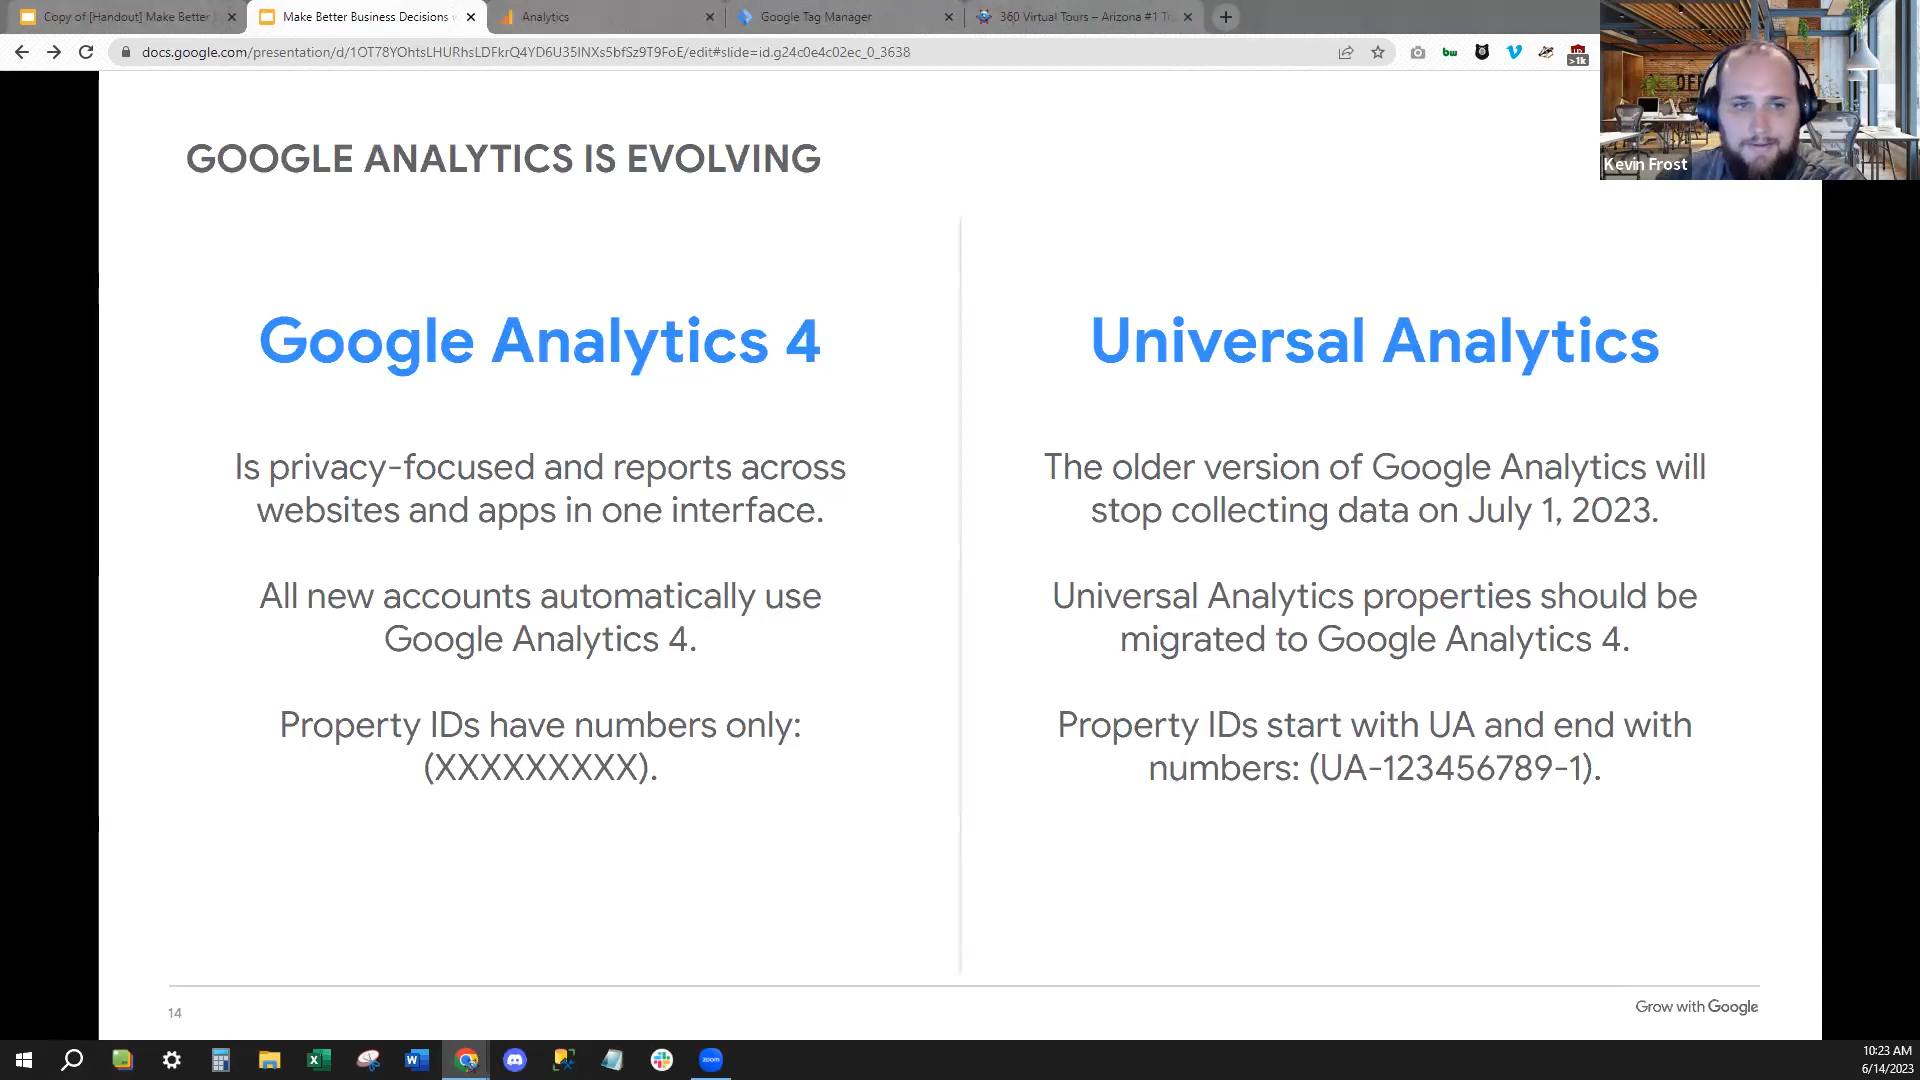 Copy of [Handout] Make Better
Make Better Business Decisions
Analytics
Google Tag Manager
360 Virtual Tours – Arizona #1 T
docs.google.com/presentation/d/1OT78YOhtsLHURhsLDFkrQ4YD6U35INXs5bfSz9T9FoE/edit#slide=id.g24c0e4c02ec_0_3638
bw
>1k
Kevin Frost
GOOGLE ANALYTICS IS EVOLVING
Google Analytics 4
Is privacy-focused and reports across
websites and apps in one interface.
All new accounts automatically use
Google Analytics 4.
Property IDs have numbers only:
(XXXXXXXXX).
Universal Analytics
The older version of Google Analytics will
stop collecting data on July 1, 2023.
Universal Analytics properties should be
migrated to Google Analytics 4.
Property IDs start with UA and end with
numbers: (UA-123456789-1).
14
Grow with Google
zoom
10:23 AM
6/14/2023